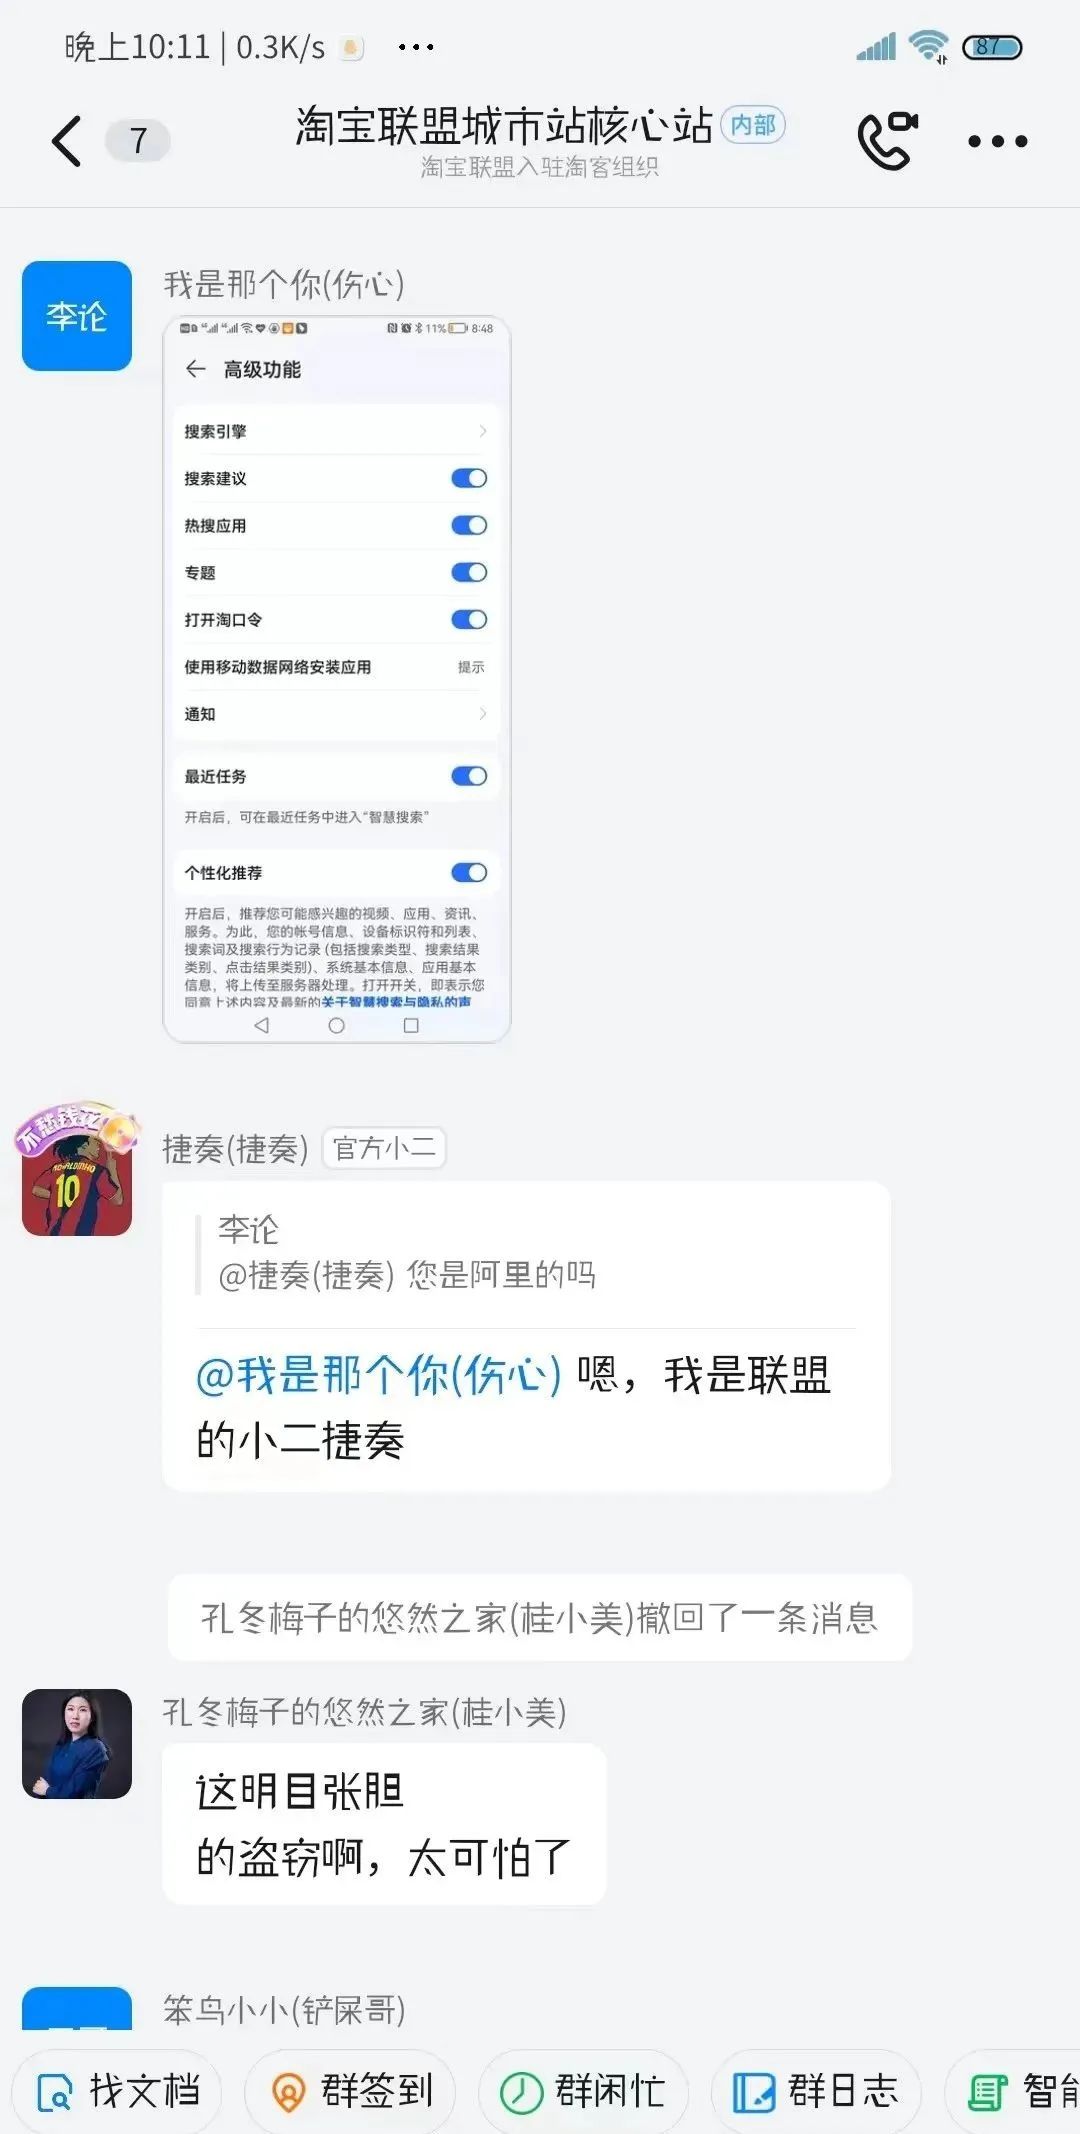 晚上10:11 | 0.3K/s
87
7
淘宝联盟城市站核心站 内部
淘宝联盟入驻淘客组织
李论
我是那个你(伤心)
11% 8:48
高级功能
搜索引擎
搜索建议
热搜应用
专题
打开淘口令
使用移动数据网络安装应用 提示
通知
最近任务
开启后，可在最近任务中进入“智慧搜索”
个性化推荐
开启后，推荐您可能感兴趣的视频、应用、资讯、
服务。为此，您的帐号信息、设备标识符和列表、
搜索词及搜索行为记录 (包括搜索类型、搜索结果
类别、点击结果类别)、系统基本信息、应用基本
信息，将上传至服务器处理。打开开关，即表示您
同意上述内容及最新的关于智慧搜索与隐私的声
不愁钱花
RONALDINHO
10
捷奏(捷奏) 官方小二
李论
@捷奏(捷奏) 您是阿里的吗
@我是那个你(伤心) 嗯，我是联盟
的小二捷奏
孔冬梅子的悠然之家(桂小美)撤回了一条消息
孔冬梅子的悠然之家(桂小美)
这明目张胆
的盗窃啊，太可怕了
笨鸟小小(铲屎哥)
找文档
群签到
群闲忙
群日志
智能